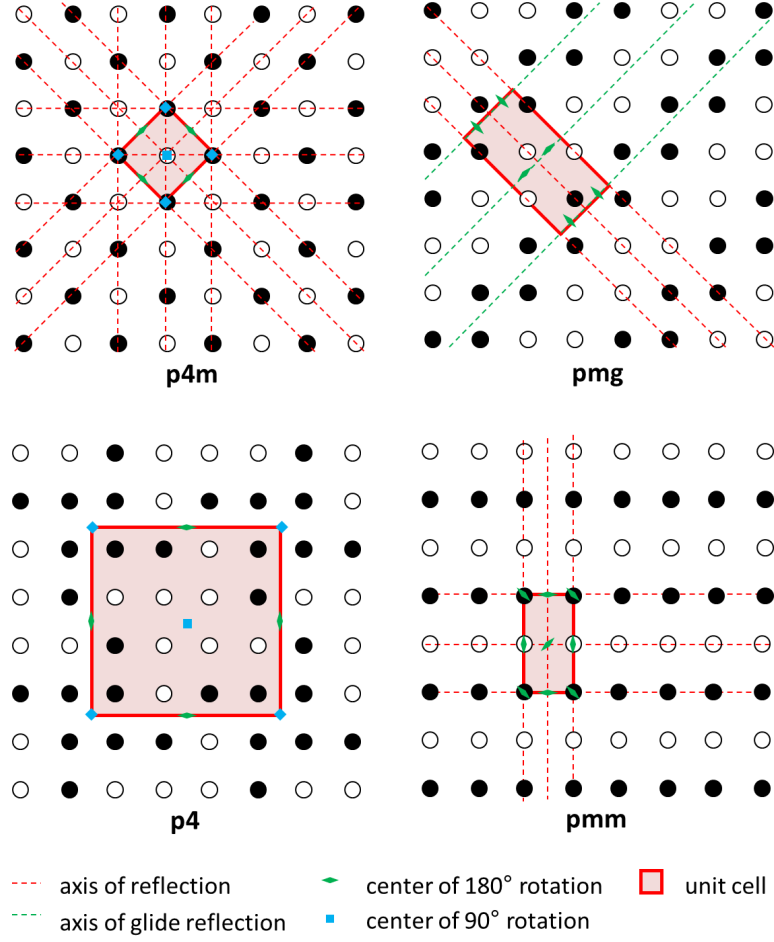 p4m
pmg
p4
pmm
axis of reflection
center of 180° rotation
unit cell
axis of glide reflection
center of 90° rotation